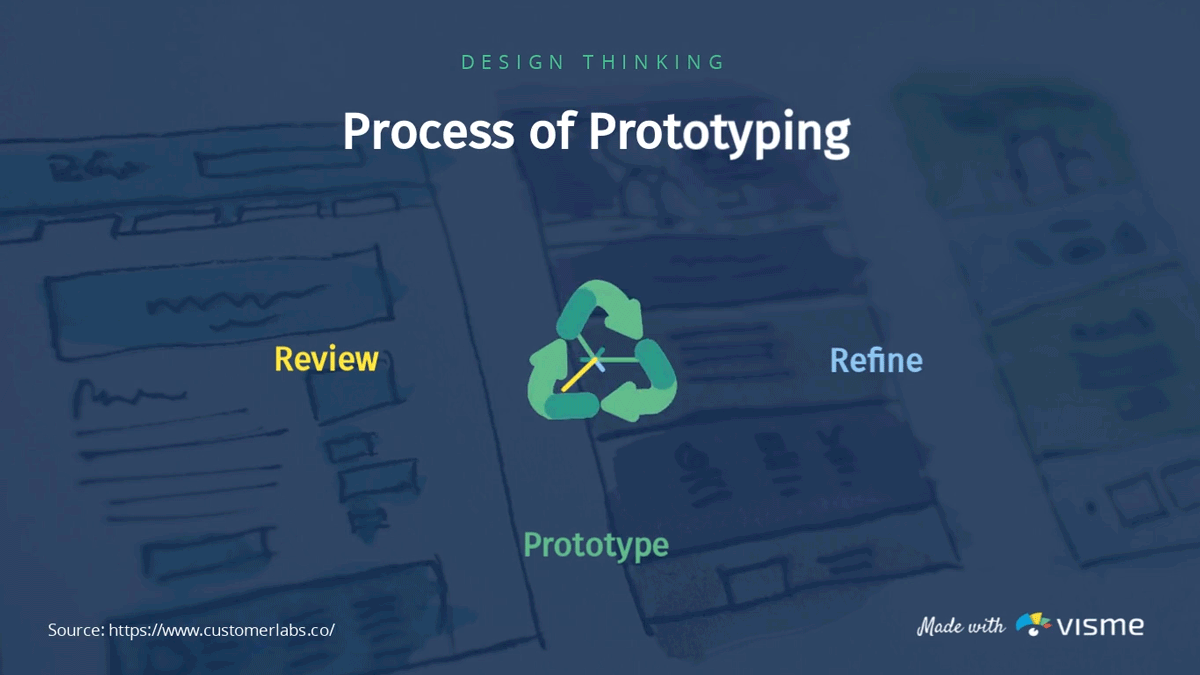 DESIGN THINKING
Process of Prototyping
Review
Refine
Prototype
Source: https://www.customerlabs.co/
Made with visme